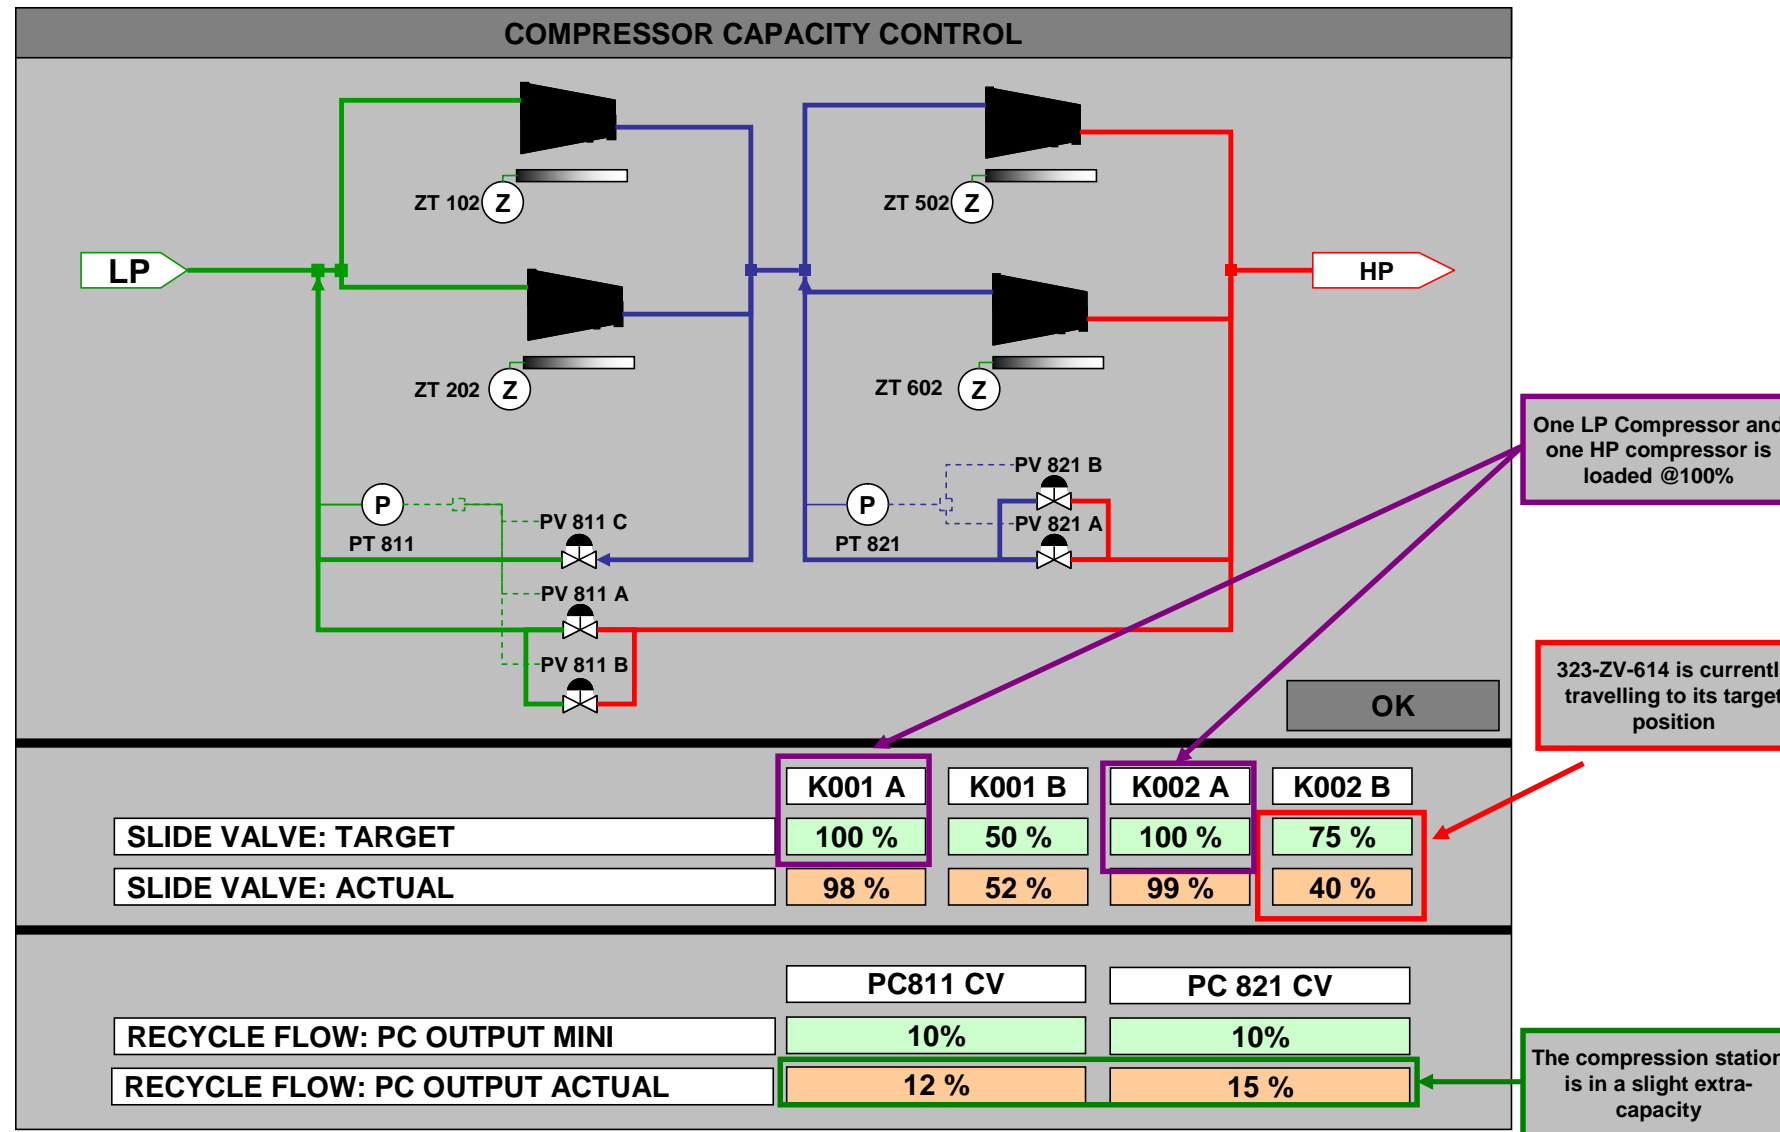 COMPRESSOR CAPACITY CONTROL
ZT 102 Z
ZT 502 Z
LP
HP
ZT 202 Z
ZT 602 Z
One LP Compressor and
one HP compressor is
loaded @100%
PV 821 B
P
P
PV 811 C
PV 821 A
PT 811
PT 821
PV 811 A
PV 811 B
323-ZV-614 is currentl
travelling to its target
position
OK
K001 A K001 B K002 A K002 B
SLIDE VALVE: TARGET 100 % 50 % 100 % 75 %
SLIDE VALVE: ACTUAL 98 % 52 % 99 % 40 %
PC811 CV PC 821 CV
RECYCLE FLOW: PC OUTPUT MINI 10% 10%
RECYCLE FLOW: PC OUTPUT ACTUAL 12 % 15 %
The compression station
is in a slight extra-
capacity